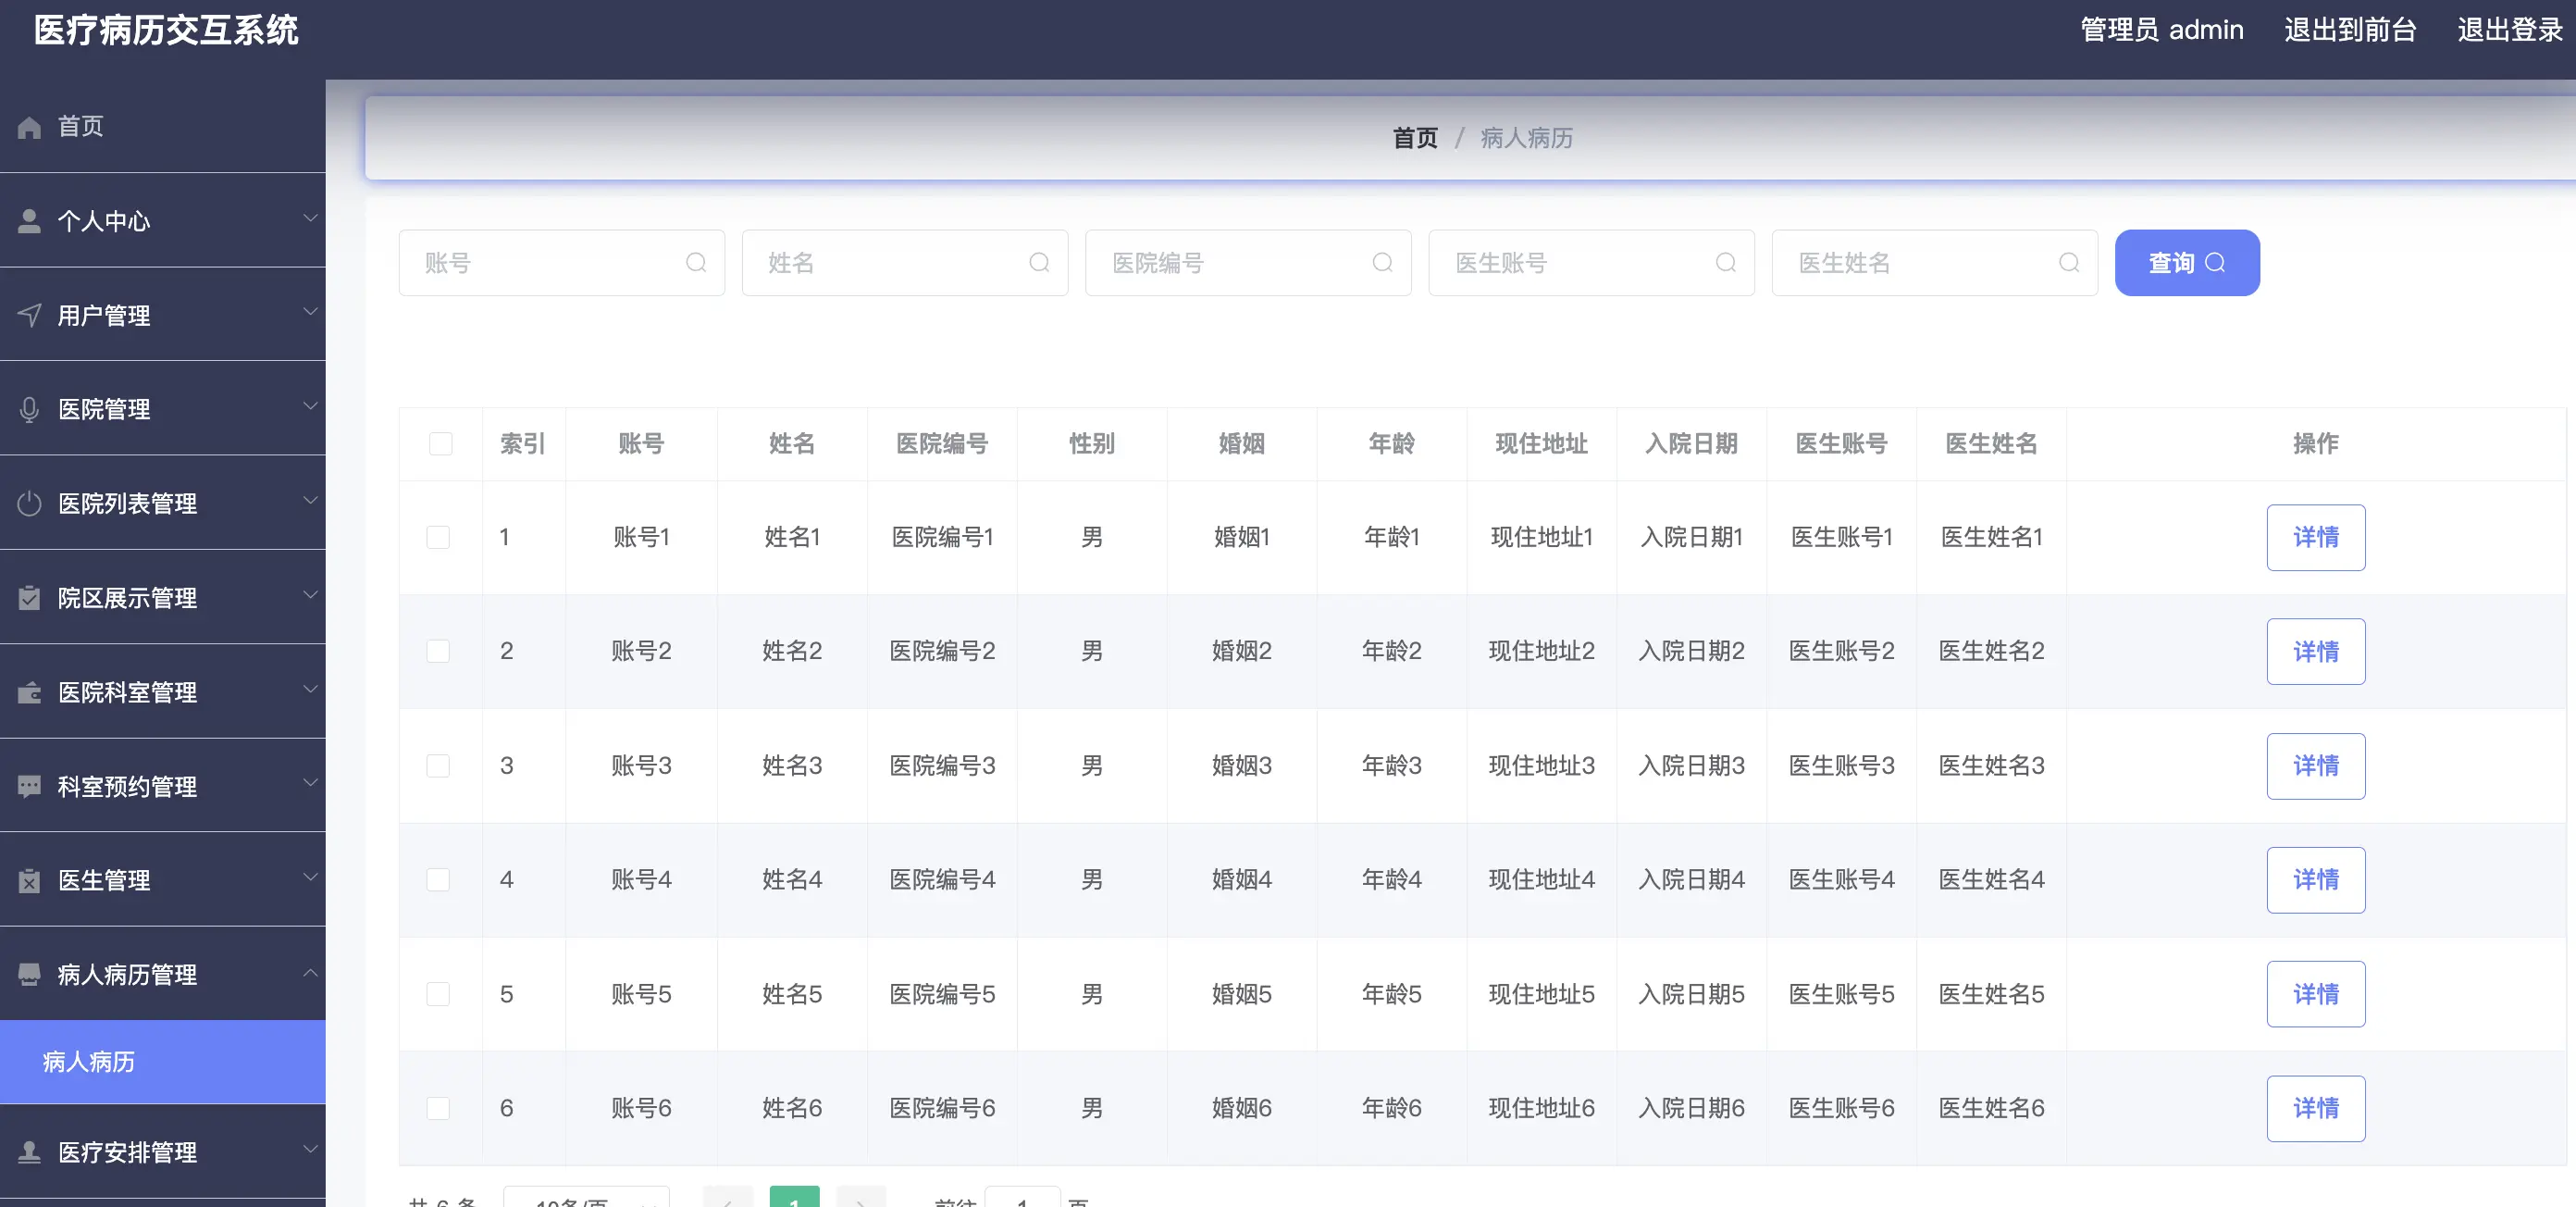 医疗病历交互系统
管理员 admin 退出到前台 退出登录
首页
个人中心
用户管理
医院管理
医院列表管理
院区展示管理
医院科室管理
科室预约管理
医生管理
病人病历管理
病人病历
医疗安排管理
首页 / 病人病历
账号 姓名 医院编号 医生账号 医生姓名 查询
索引 账号 姓名 医院编号 性别 婚姻 年龄 现住地址 入院日期 医生账号 医生姓名 操作
1 账号1 姓名1 医院编号1 男 婚姻1 年龄1 现住地址1 入院日期1 医生账号1 医生姓名1 详情
2 账号2 姓名2 医院编号2 男 婚姻2 年龄2 现住地址2 入院日期2 医生账号2 医生姓名2 详情
3 账号3 姓名3 医院编号3 男 婚姻3 年龄3 现住地址3 入院日期3 医生账号3 医生姓名3 详情
4 账号4 姓名4 医院编号4 男 婚姻4 年龄4 现住地址4 入院日期4 医生账号4 医生姓名4 详情
5 账号5 姓名5 医院编号5 男 婚姻5 年龄5 现住地址5 入院日期5 医生账号5 医生姓名5 详情
6 账号6 姓名6 医院编号6 男 婚姻6 年龄6 现住地址6 入院日期6 医生账号6 医生姓名6 详情
共 6 条 10条/页 1 前往 1 页